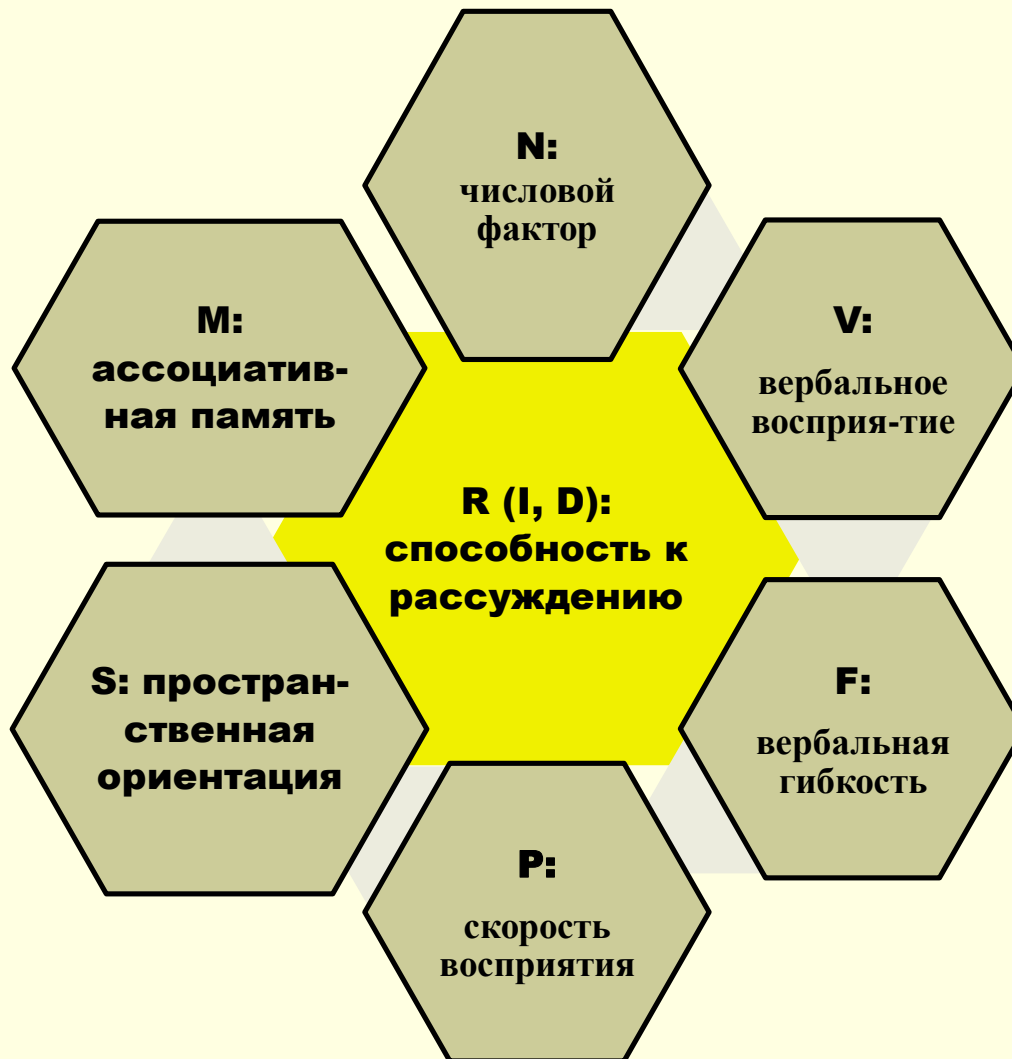 N:
числовой
фактор
V:
вербальное
восприя-тие
M:
ассоциатив-
ная память
R (I, D):
способность к
рассуждению
S: простран-
ственная
ориентация
F:
вербальная
гибкость
P:
скорость
восприятия